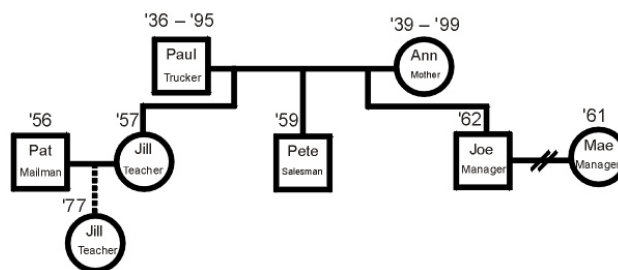 '36 – '95
'39 – '99
Paul
Trucker
Ann
Mother
'56
'57
'59
'62
'61
Pat
Mailman
Jill
Teacher
Pete
Salesman
Joe
Manager
Mae
Manager
'77
Jill
Teacher